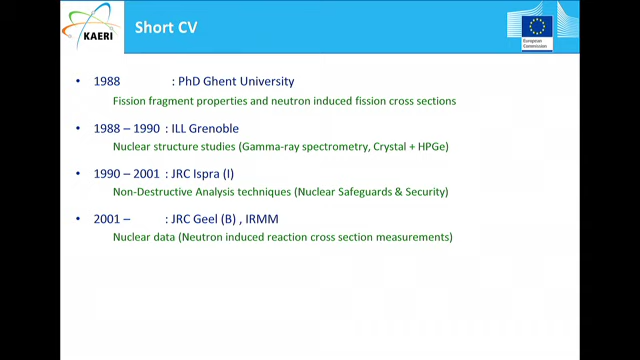 KAERI
Short CV
European
Commission
• 1988 : PhD Ghent University
Fission fragment properties and neutron induced fission cross sections
• 1988 – 1990 : ILL Grenoble
Nuclear structure studies (Gamma-ray spectrometry, Crystal + HPGe)
• 1990 – 2001 : JRC Ispra (I)
Non-Destructive Analysis techniques (Nuclear Safeguards & Security)
• 2001 – : JRC Geel (B) , IRMM
Nuclear data (Neutron induced reaction cross section measurements)